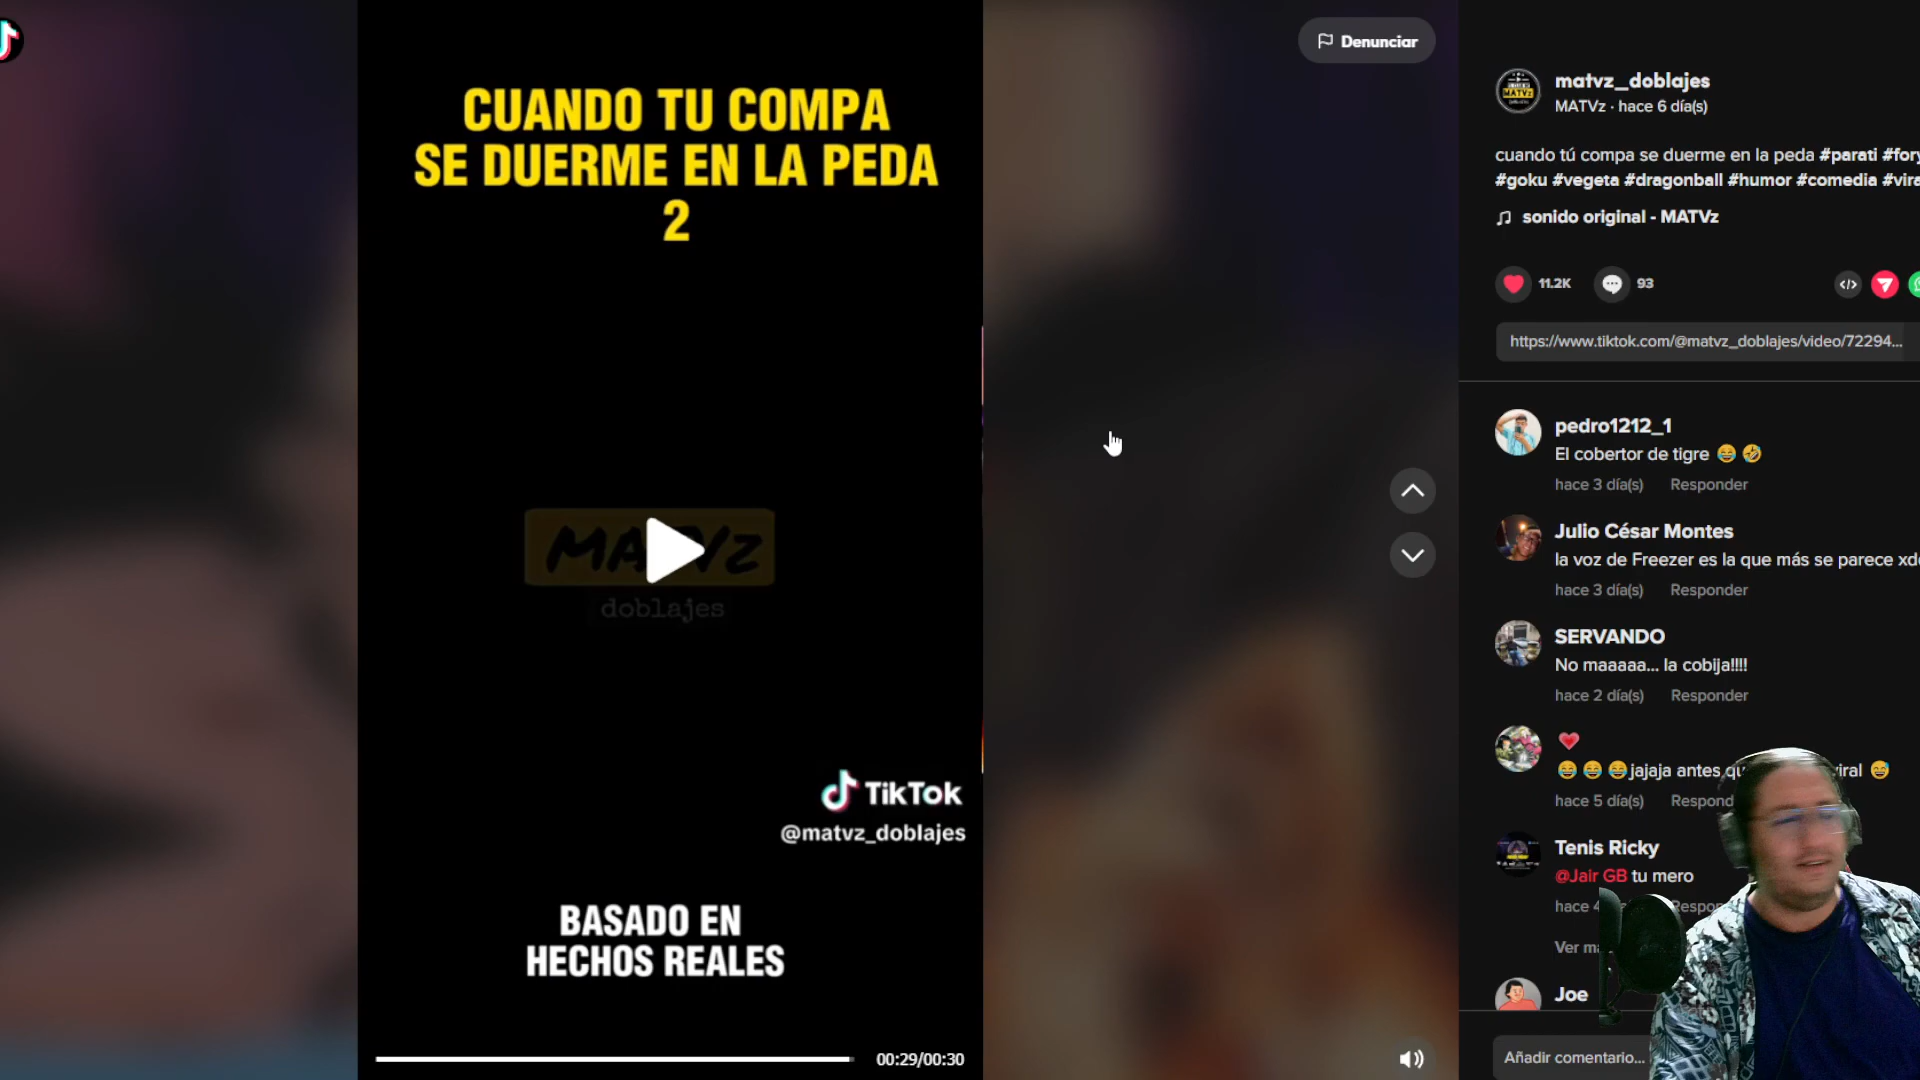 CUANDO TU COMPA
SE DUERME EN LA PEDA
2
doblajes
TikTok
@matvz_doblajes
BASADO EN
HECHOS REALES
00:29/00:30
Denunciar
matvz_doblajes
MATVz · hace 6 día(s)
cuando tú compa se duerme en la peda #parati
#goku #vegeta #dragonball #humor #comedia
sonido original - MATVz
11.2K
93
https://www.tiktok.com/@matvz_doblajes/video/72294...
pedro1212_1
El cobertor de tigre 😂 🤣
hace 3 día(s) Responder
Julio César Montes
la voz de Freezer es la que más se parece
hace 3 día(s) Responder
SERVANDO
No maaaaa... la cobija!!!!
hace 2 día(s) Responder
❤️
😂 😂 😂 jajaja antes 😅
hace 5 día(s)
Tenis Ricky
@Jair GB tu mero
hace
Ver
Joe
Añadir comentario...